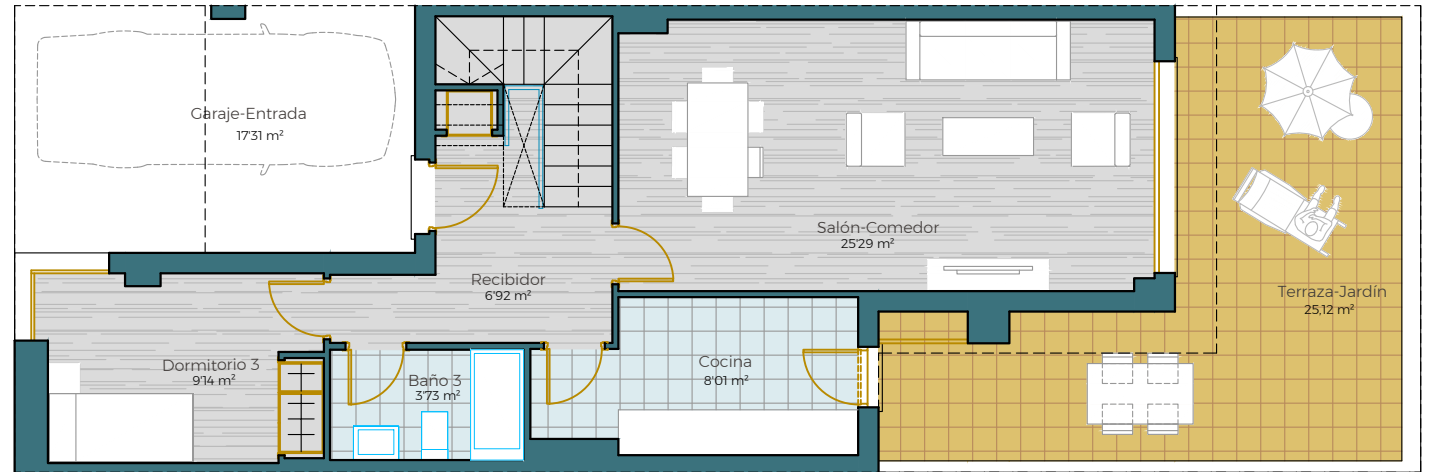 Garaje-Entrada
17'31 m²
Salón-Comedor
25'29 m²
Recibidor
6'92 m²
Terraza-Jardín
25,12 m²
Dormitorio 3
9'14 m²
Baño 3
3'73 m²
Cocina
8'01 m²